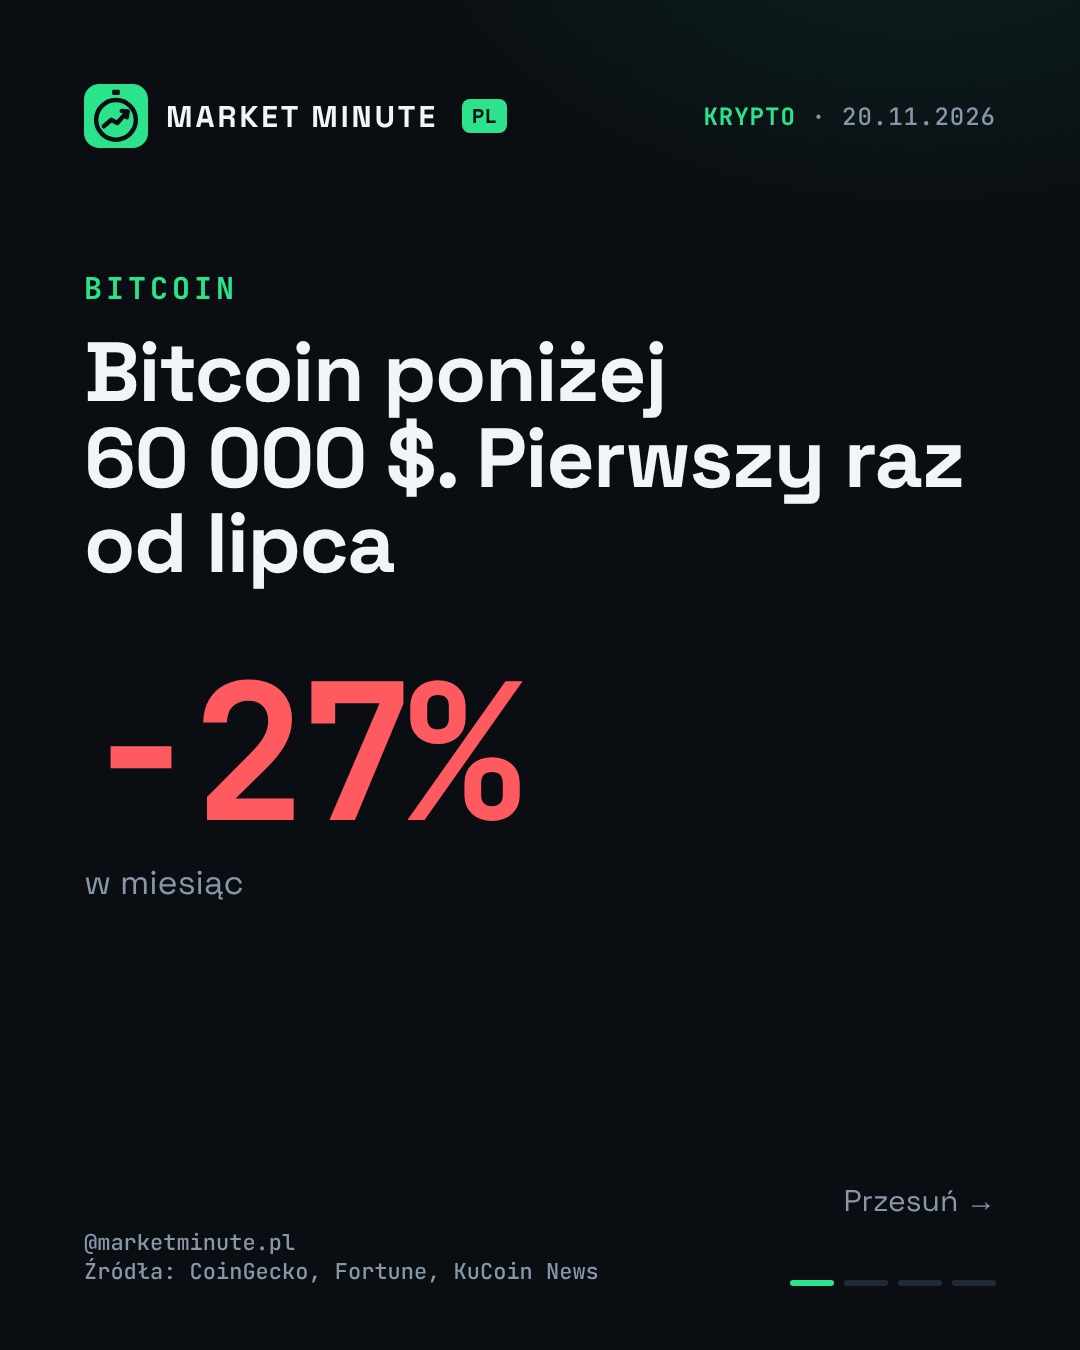 MARKET MINUTE PL
KRYPTO · 20.11.2026
BITCOIN
Bitcoin poniżej
60 000 $. Pierwszy raz
od lipca
-27%
w miesiąc
Przesuń →
@marketminute.pl
Źródła: CoinGecko, Fortune, KuCoin News